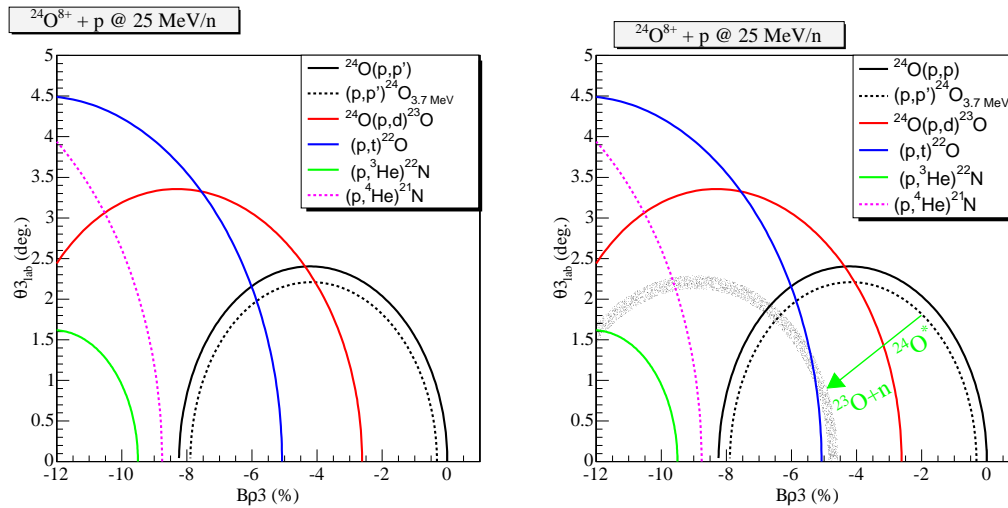 ²⁴O⁸⁺ + p @ 25 MeV/n
θ3lab (deg.)
5
4.5
4
3.5
3
2.5
2
1.5
1
0.5
0
-12
-10
-8
-6
-4
-2
0
Bρ3 (%)
²⁴O(p,p')
(p,p')²⁴O3.7 MeV
²⁴O(p,d)²³O
(p,t)²²O
(p,³He)²²N
(p,⁴He)²¹N
²⁴O⁸⁺ + p @ 25 MeV/n
θ3lab (deg.)
5
4.5
4
3.5
3
2.5
2
1.5
1
0.5
0
-12
-10
-8
-6
-4
-2
0
Bρ3 (%)
²⁴O(p,p)
(p,p')²⁴O3.7 MeV
²⁴O(p,d)²³O
(p,t)²²O
(p,³He)²²N
(p,⁴He)²¹N
²⁴O*
²³O+n